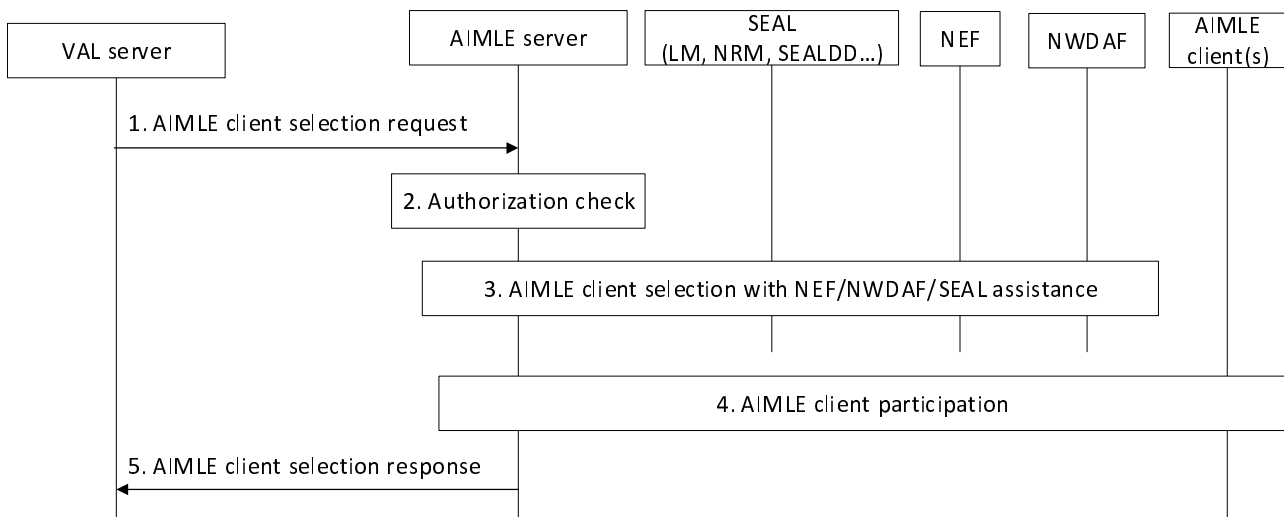 VAL server
AIMLE server
SEAL
(LM, NRM, SEALDD...)
NEF
NWDAF
AIMLE
client(s)
1. AIMLE client selection request
2. Authorization check
3. AIMLE client selection with NEF/NWDAF/SEAL assistance
4. AIMLE client participation
5. AIMLE client selection response